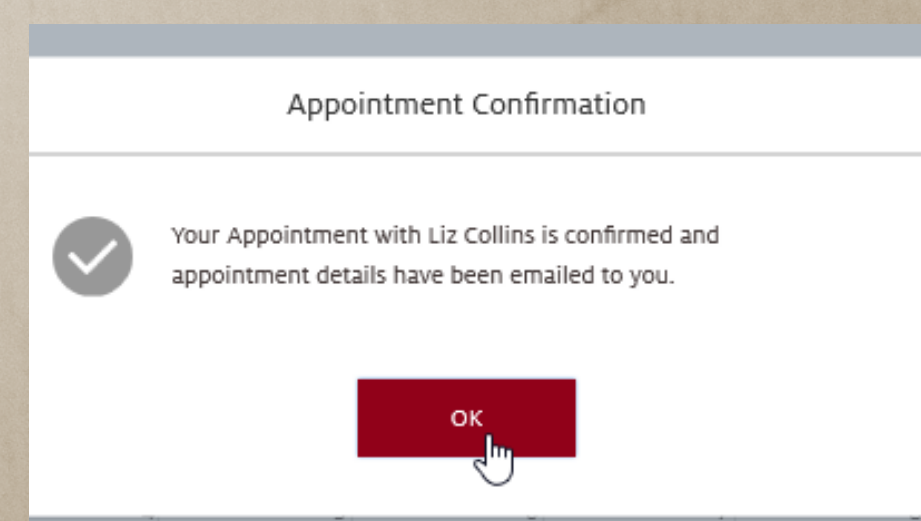 Appointment Confirmation
Your Appointment with Liz Collins is confirmed and
appointment details have been emailed to you.
OK